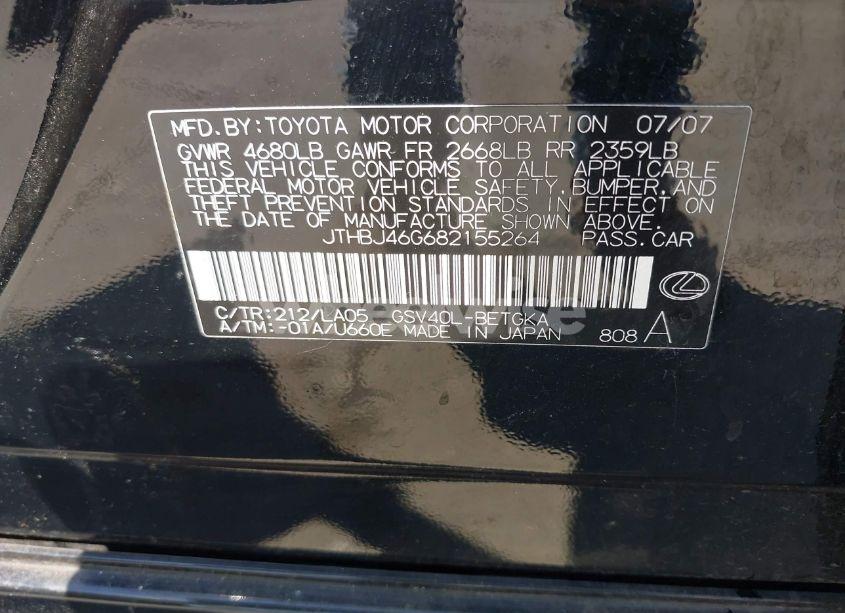 MFD. BY: TOYOTA MOTOR CORPORATION 07/07
GVWR 4680LB GAWR FR 2668LB RR 2359LB
THIS VEHICLE CONFORMS TO ALL APPLICABLE
FEDERAL MOTOR VEHICLE SAFETY, BUMPER, AND
THEFT PREVENTION STANDARDS IN EFFECT ON
THE DATE OF MANUFACTURE SHOWN ABOVE.
JTHBJ46G682155264 PASS. CAR
C/TR: 212/LA05 GSV40L-BETGKA
A/TM: -01A/U660E MADE IN JAPAN 808 A